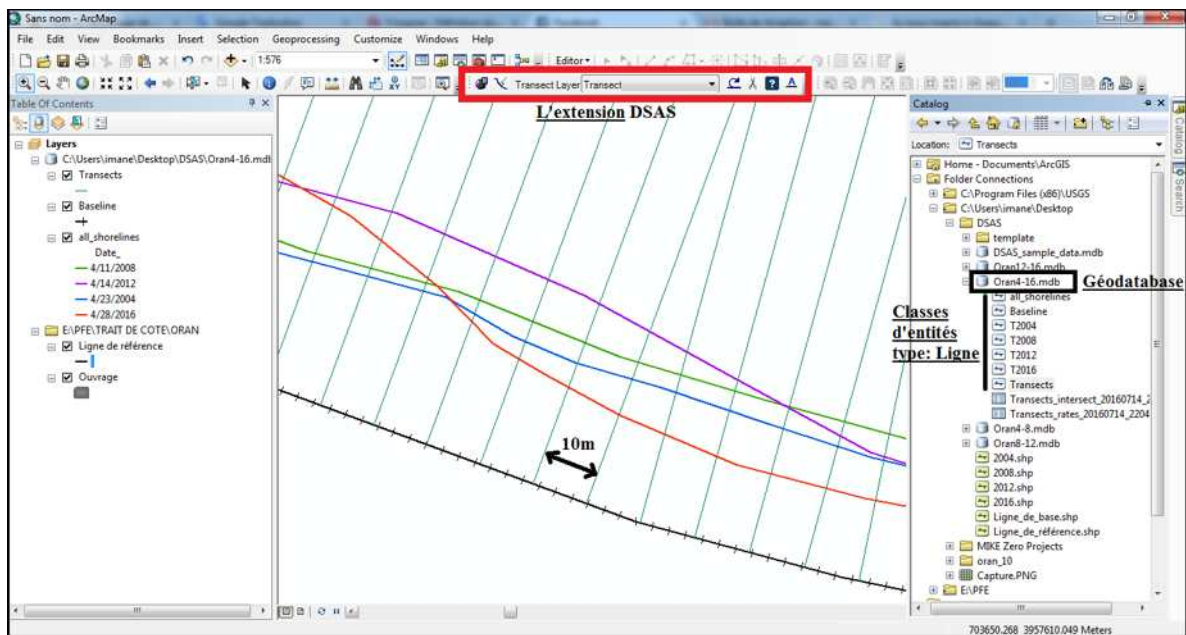 Sans nom - ArcMap
File Edit View Bookmarks Insert Selection Geoprocessing Customize Windows Help
1:576
Editor
Transect Layer Transect
Table Of Contents
Layers
C:\Users\imane\Desktop\DSAS\Oran4-16.mdb
Transects
Baseline
all_shorelines
Date_
4/11/2008
4/14/2012
4/23/2004
4/28/2016
E:\PFE\TRAIT DE COTE\ORAN
Ligne de référence
Ouvrage
L'extension DSAS
10m
Classes
d'entités
type: Ligne
Géodatabase
Catalog
Location: Transects
Home - Documents\ArcGIS
Folder Connections
C:\Program Files (x86)\USGS
C:\Users\imane\Desktop
DSAS
template
DSAS_sample_data.mdb
Oran12-16.mdb
Oran4-16.mdb
all_shorelines
Baseline
T2004
T2008
T2012
T2016
Transects
Transects_intersect_20160714_2
Transects_rates_20160714_2204
Oran4-8.mdb
Oran8-12.mdb
2004.shp
2008.shp
2012.shp
2016.shp
Ligne_de_base.shp
Ligne_de_référence.shp
MIKE Zero Projects
oran_10
Capture.PNG
E:\PFE
Catalog
Search
703650.268 3957610.049 Meters